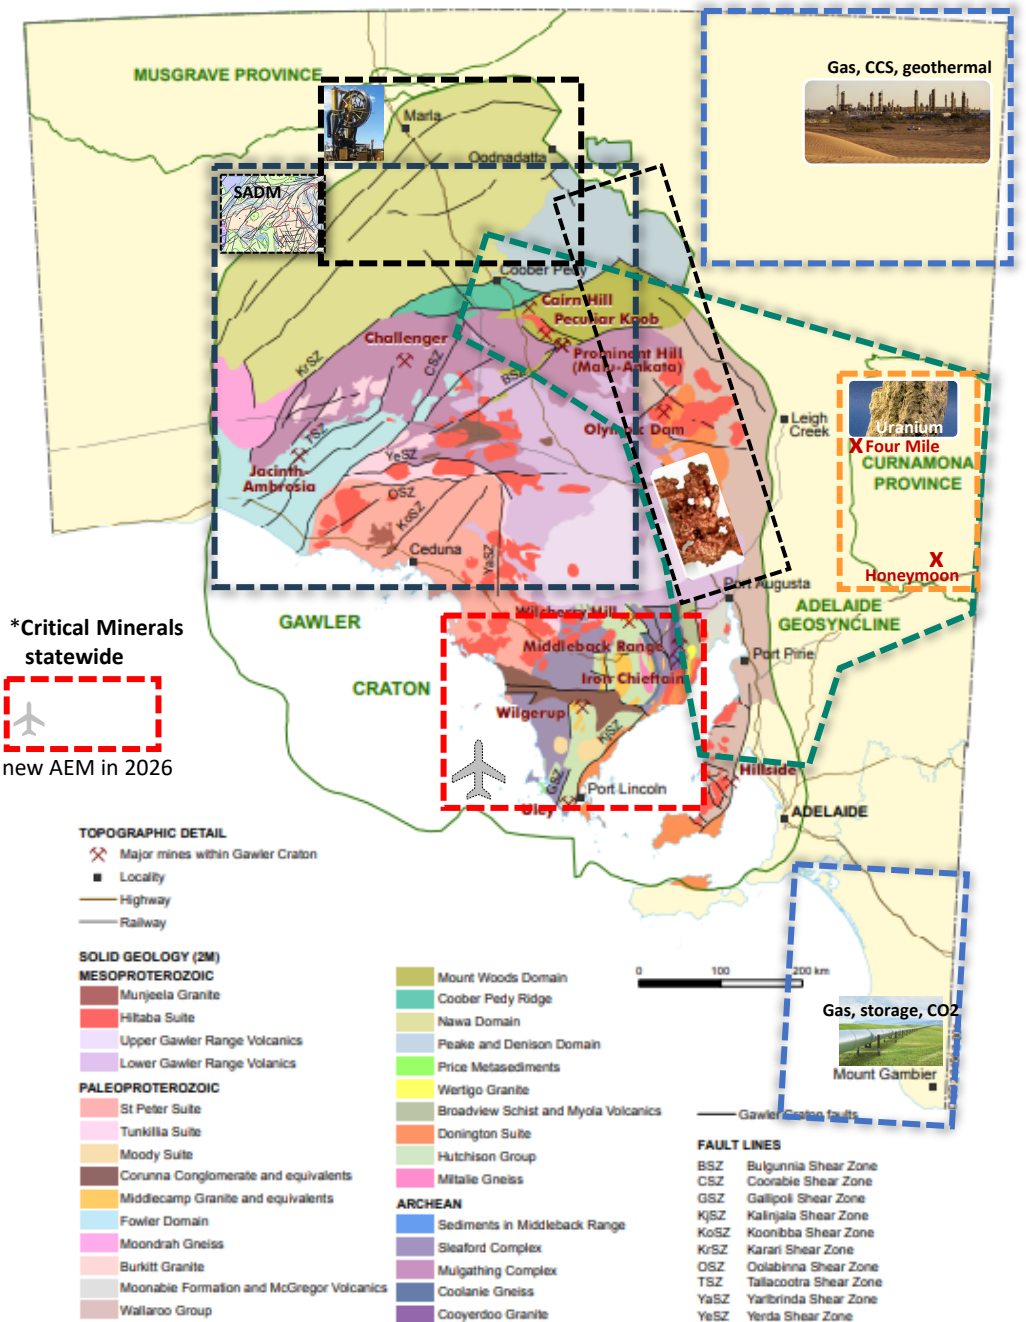 Gas, CCS, geothermal
MUSGRAVE PROVINCE
Marla
Oodnadatta
SADM
Coober Pedy
Cairn Hill
Peculiar Knob
Challenger
Prominent Hill
(Malu-Ankata)
KrSZ
CSZ
BSZ
Olympic Dam
Leigh
Creek
Uranium
X Four Mile
CURNAMONA
PROVINCE
TSZ
YeSZ
Jacinth-
Ambrosia
OSZ
KoSZ
Ceduna
YaSZ
X
Honeymoon
Port Augusta
ADELAIDE
GEOSYNCLINE
GAWLER
Wilcherry Hill
*Critical Minerals
statewide
Middleback Range
Port Pirie
Iron Chieftain
CRATON
Wilgerup
KjSZ
new AEM in 2026
GSZ
Port Lincoln
Hillside
Uley
ADELAIDE
TOPOGRAPHIC DETAIL
Major mines within Gawler Craton
Locality
Highway
Railway
SOLID GEOLOGY (2M)
MESOPROTEROZOIC
Munjeela Granite
Hiltaba Suite
Upper Gawler Range Volcanics
Lower Gawler Range Volanics
PALEOPROTEROZOIC
St Peter Suite
Tunkillia Suite
Moody Suite
Corunna Conglomerate and equivalents
Middlecamp Granite and equivalents
Fowler Domain
Moondrah Gneiss
Burkitt Granite
Moonabie Formation and McGregor Volcanics
Wallaroo Group
Mount Woods Domain
Coober Pedy Ridge
Nawa Domain
Peake and Denison Domain
Price Metasediments
Wertigo Granite
Broadview Schist and Myola Volcanics
Donington Suite
Hutchison Group
Miltalie Gneiss
ARCHEAN
Sediments in Middleback Range
Sleaford Complex
Mulgathing Complex
Coolanie Gneiss
Cooyerdoo Granite
0 100 200 km
Gas, storage, CO2
Mount Gambier
Gawler Craton faults
FAULT LINES
BSZ Bulgunnia Shear Zone
CSZ Coorabie Shear Zone
GSZ Gallipoli Shear Zone
KjSZ Kalinjala Shear Zone
KoSZ Koonibba Shear Zone
KrSZ Karari Shear Zone
OSZ Oolabinna Shear Zone
TSZ Tallacootra Shear Zone
YaSZ Yarlbrinda Shear Zone
YeSZ Yerda Shear Zone